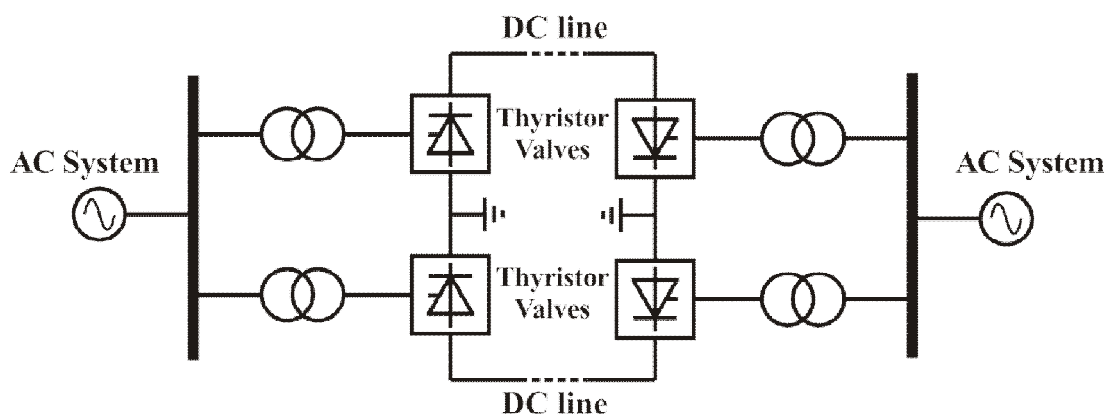 DC line
Thyristor
Valves
AC System
AC System
Thyristor
Valves
DC line